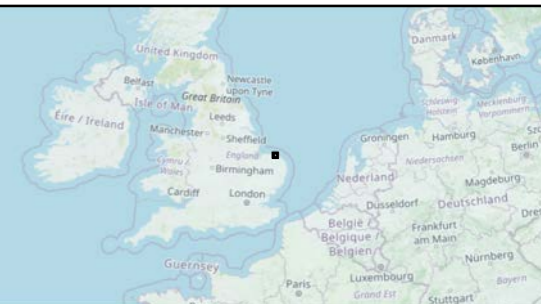 Danmark
København
United Kingdom
Belfast
Newcastle
upon Tyne
Isle of Man
Great Britain
Leeds
Éire / Ireland
Manchester
Sheffield
England
Cymru /
Wales
Birmingham
Cardiff
London
Guernsey
Schleswig-
Holstein
Mecklenburg-
Vorpommern
Groningen
Hamburg
Berlin
Nederland
Niedersachsen
Magdeburg
Düsseldorf
Deutschland
België /
Belgique /
Belgien
Frankfurt
am Main
Nürnberg
Paris
Luxembourg
Grand Est
Bayern
Stuttgart